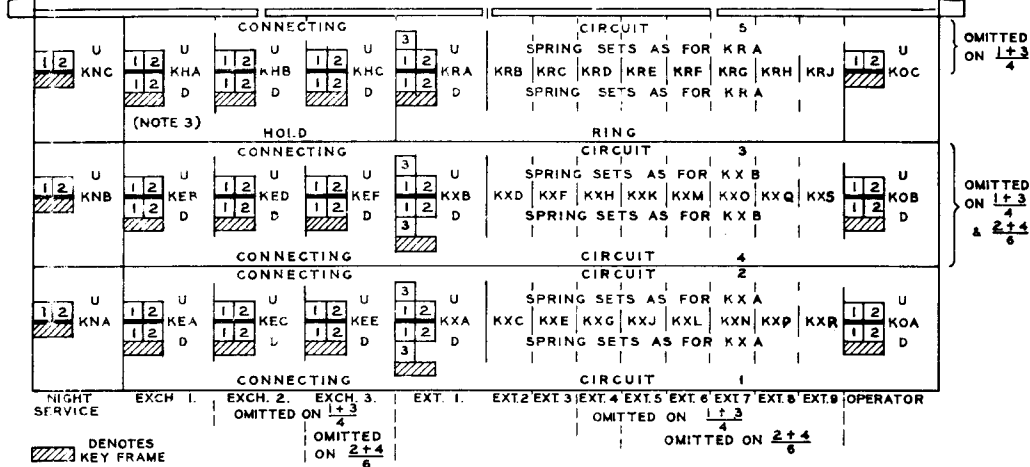 CONNECTING CIRCUIT 5
3
U U U U U SPRING SETS AS FOR KRA U
1 2 KNC 1 2 KHA 1 2 KHB 1 2 KHC 1 2 KRA KRB KRC KRD KRE KRF KRG KRH KRJ 1 2 KOC
1 2 D 1 2 D 1 2 D 1 2 D SPRING SETS AS FOR KRA 1 2 D
OMITTED
ON 1+3
4
(NOTE 3)
HOLD RING
CONNECTING CIRCUIT 3
3
U U U U U SPRING SETS AS FOR KXB U
1 2 KNB 1 2 KEB 1 2 KED 1 2 KEF 1 2 KXB KXD KXF KXH KXK KXM KXO KXQ KXS 1 2 KOB
1 2 D 1 2 D 1 2 D 1 2 D SPRING SETS AS FOR KXB 1 2 D
3
OMITTED
ON 1+3
4
& 2+4
6
CONNECTING CIRCUIT 4
CONNECTING CIRCUIT 2
3
U U U U U SPRING SETS AS FOR KXA U
1 2 KNA 1 2 KEA 1 2 KEC 1 2 KEE 1 2 KXA KXC KXE KXG KXJ KXL KXN KXP KXR 1 2 KOA
1 2 D 1 2 D 1 2 D 1 2 D SPRING SETS AS FOR KXA 1 2 D
3
CONNECTING CIRCUIT 1
NIGHT SERVICE EXCH 1. EXCH. 2. EXCH. 3. EXT. 1. EXT.2 EXT.3 EXT.4 EXT.5 EXT.6 EXT.7 EXT.8 EXT.9 OPERATOR
OMITTED ON 1+3
4
OMITTED ON 1+3
4
OMITTED
ON 2+4
6
OMITTED ON 2+4
6
DENOTES
KEY FRAME